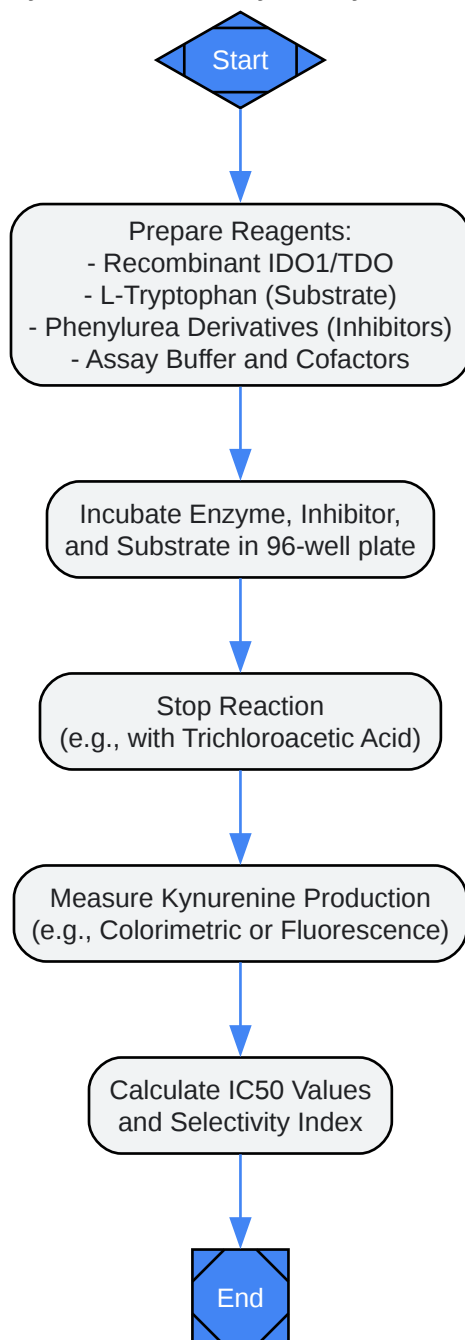 Start
Prepare Reagents:
- Recombinant IDO1/TDO
- L-Tryptophan (Substrate)
- Phenylurea Derivatives (Inhibitors)
- Assay Buffer and Cofactors
Incubate Enzyme, Inhibitor,
and Substrate in 96-well plate
Stop Reaction
(e.g., with Trichloroacetic Acid)
Measure Kynurenine Production
(e.g., Colorimetric or Fluorescence)
Calculate IC50 Values
and Selectivity Index
End